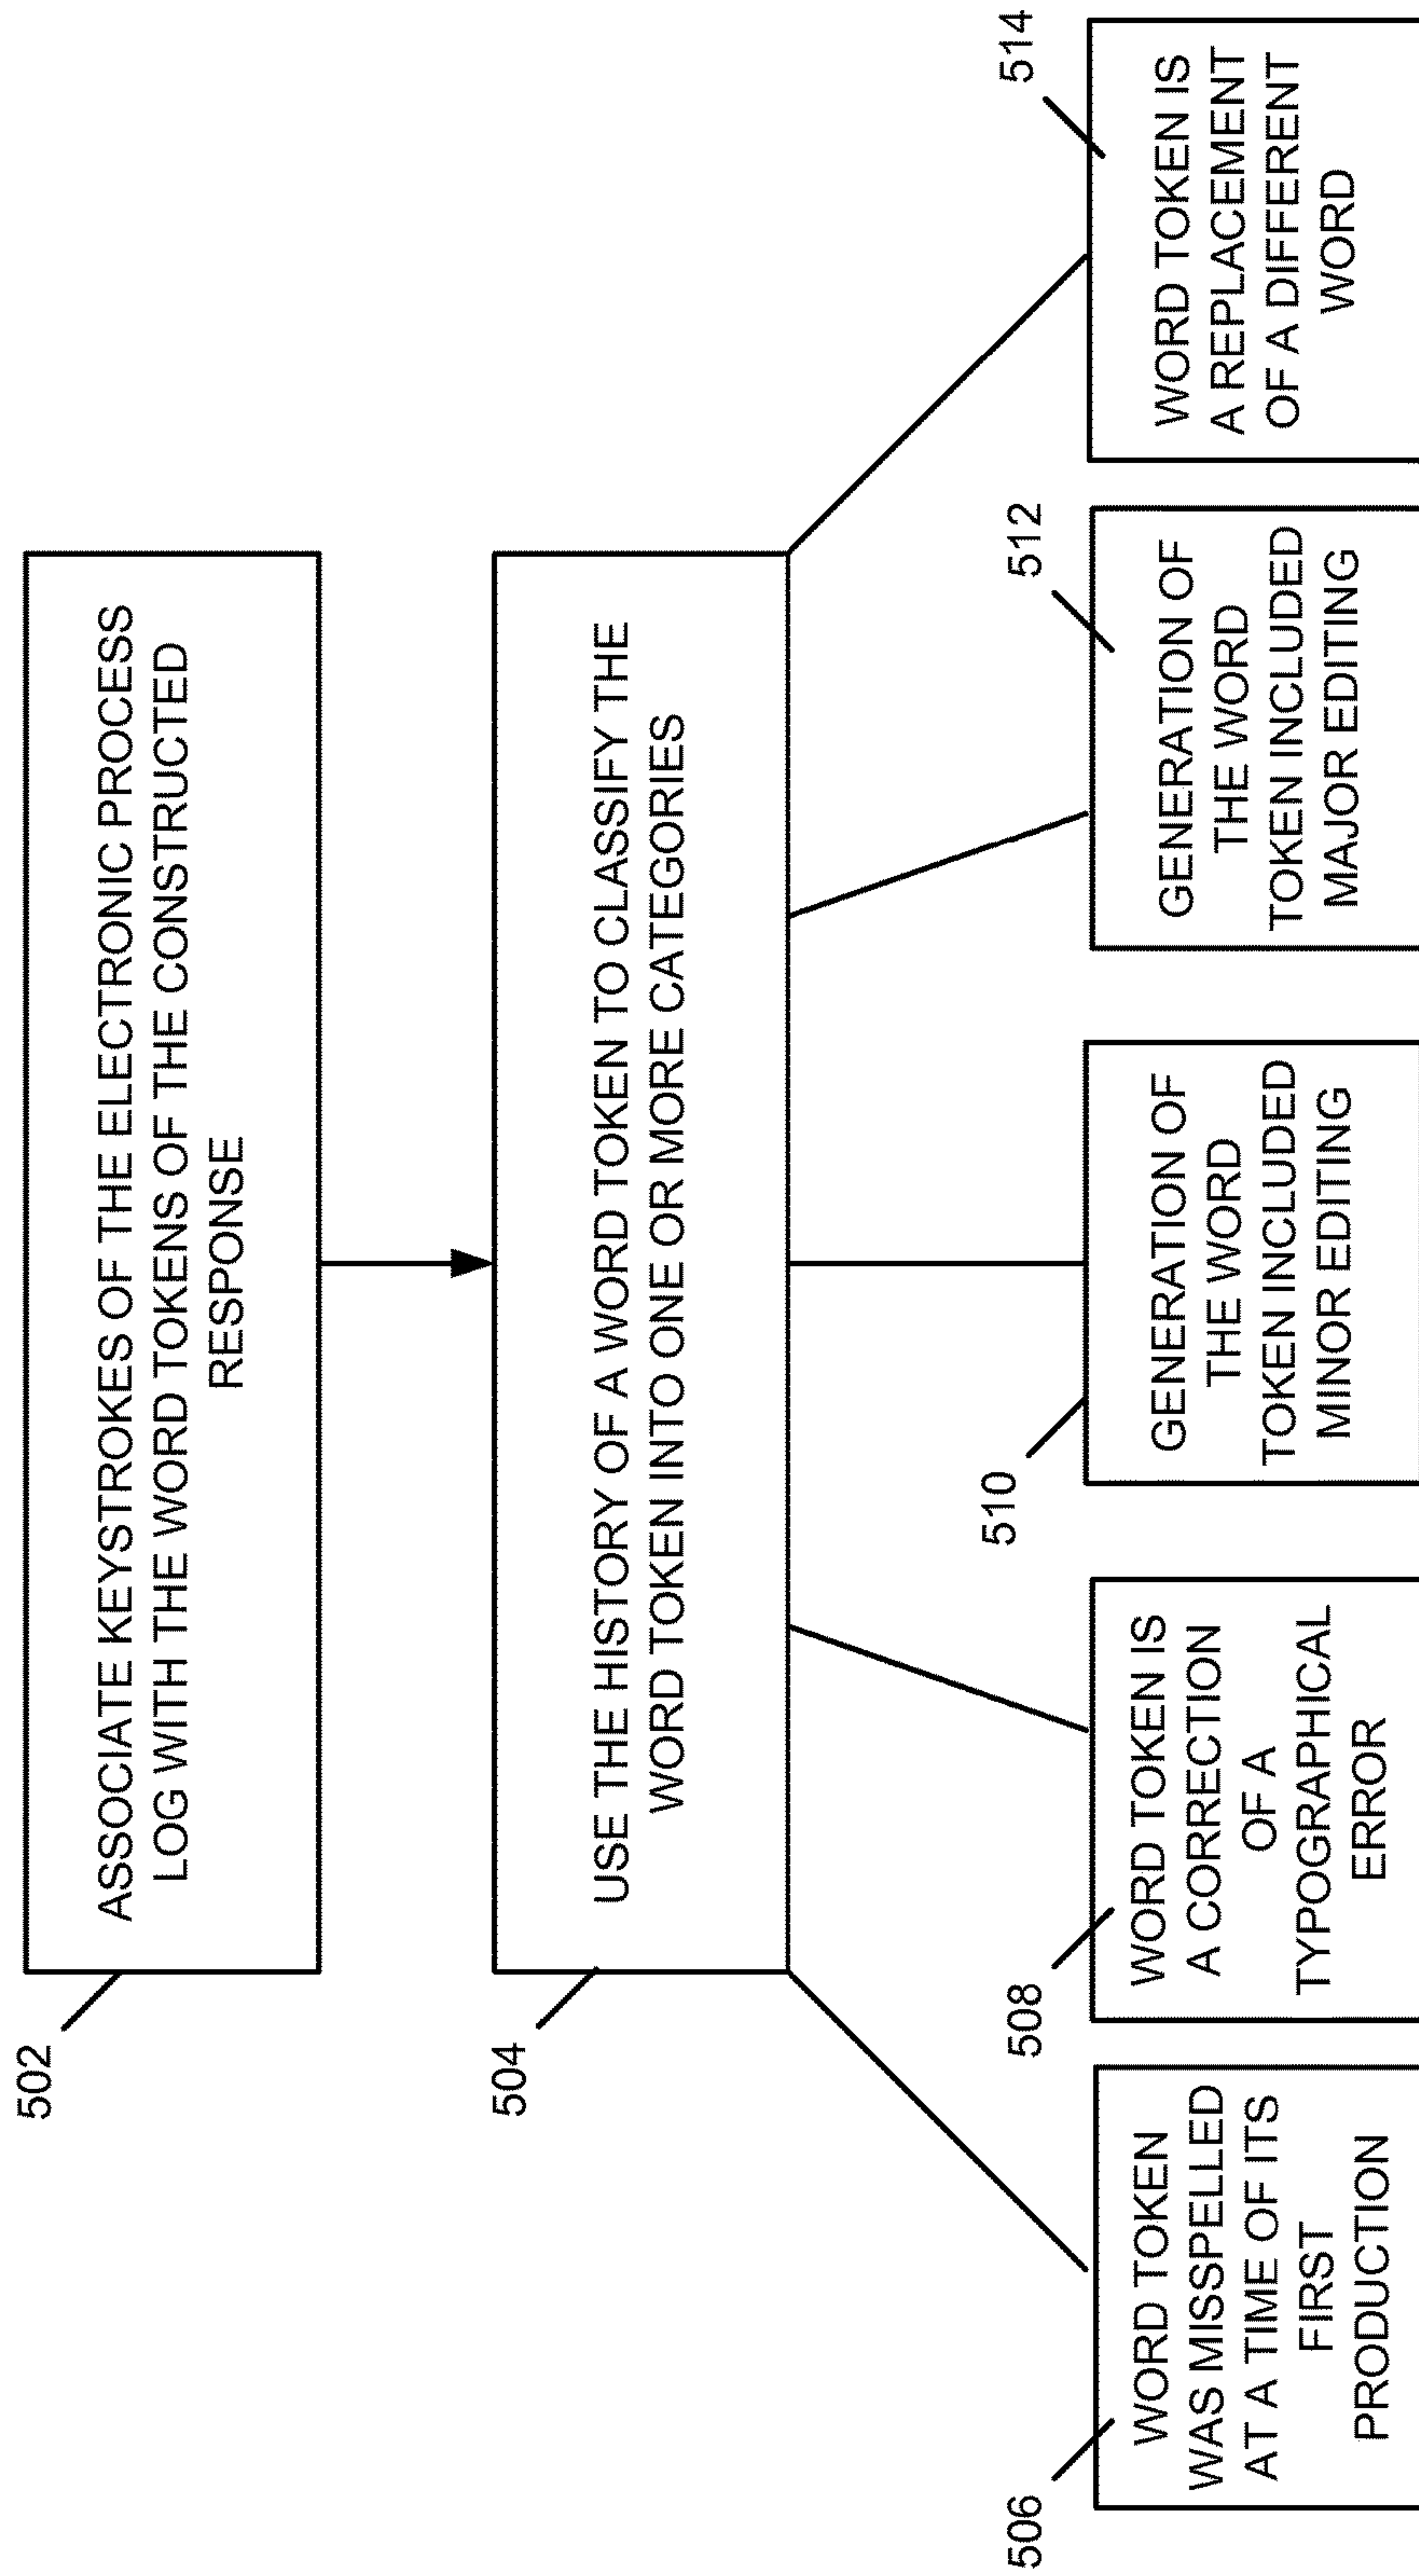 502
ASSOCIATE KEYSTROKES OF THE ELECTRONIC PROCESS
LOG WITH THE WORD TOKENS OF THE CONSTRUCTED
RESPONSE
504
USE THE HISTORY OF A WORD TOKEN TO CLASSIFY THE
WORD TOKEN INTO ONE OR MORE CATEGORIES
506
WORD TOKEN
WAS MISSPELLED
AT A TIME OF ITS
FIRST
PRODUCTION
508
WORD TOKEN IS
A CORRECTION
OF A
TYPOGRAPHICAL
ERROR
510
GENERATION OF
THE WORD
TOKEN INCLUDED
MINOR EDITING
512
GENERATION OF
THE WORD
TOKEN INCLUDED
MAJOR EDITING
514
WORD TOKEN IS
A REPLACEMENT
OF A DIFFERENT
WORD